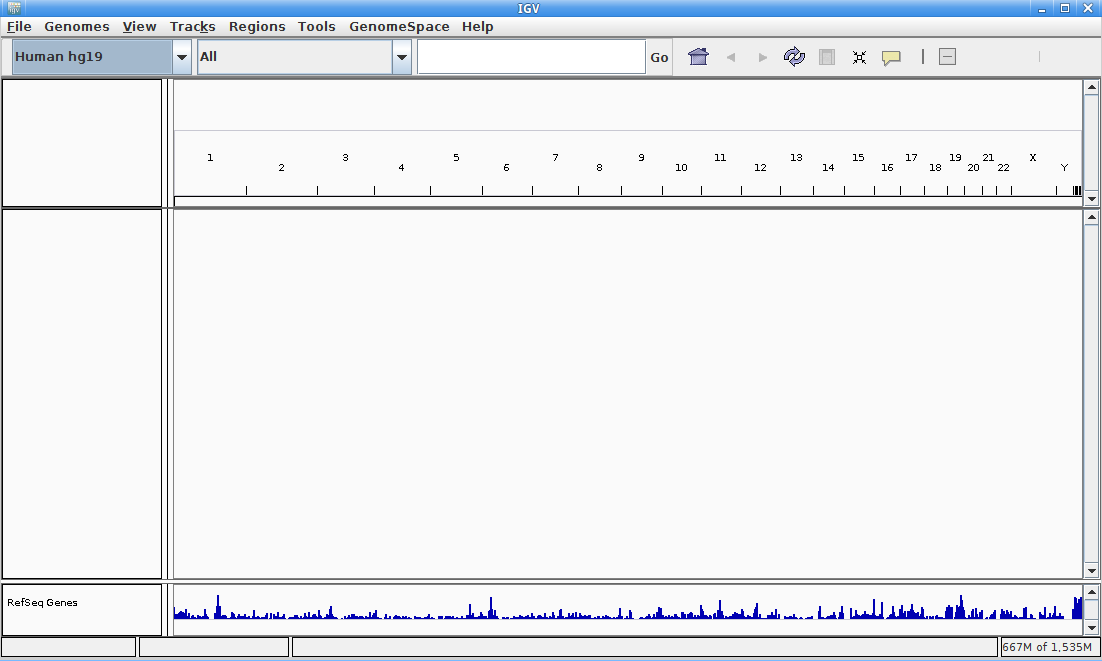 IGV
File Genomes View Tracks Regions Tools GenomeSpace Help
Human hg19 All Go
1 3 5 7 9 11 13 15 17 19 21 X
2 4 6 8 10 12 14 16 18 20 22 Y
RefSeq Genes
667M of 1,535M